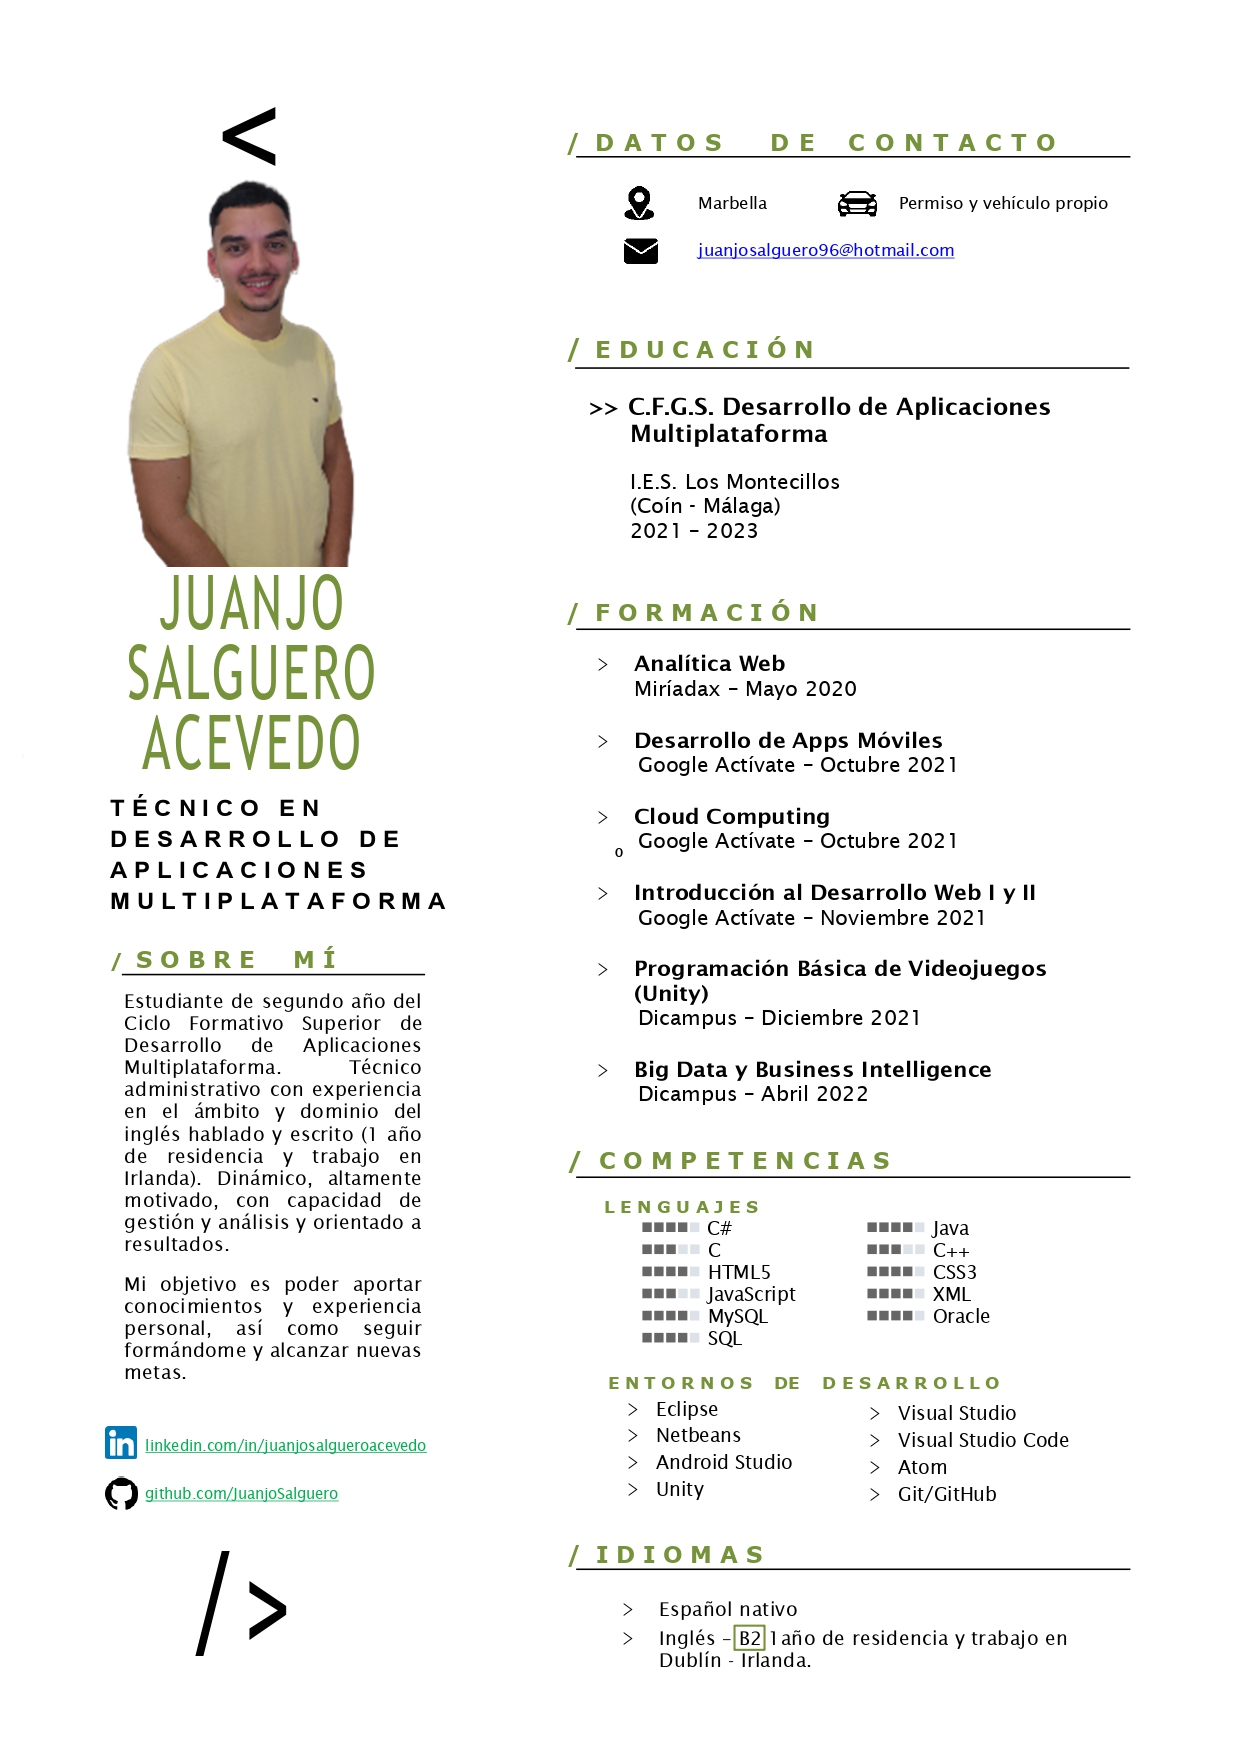 <
JUANJO
SALGUERO
ACEVEDO
TÉCNICO EN
DESARROLLO DE
APLICACIONES
MULTIPLATAFORMA
/ SOBRE MÍ
Estudiante de segundo año del
Ciclo Formativo Superior de
Desarrollo de Aplicaciones
Multiplataforma. Técnico
administrativo con experiencia
en el ámbito y dominio del
inglés hablado y escrito (1 año
de residencia y trabajo en
Irlanda). Dinámico, altamente
motivado, con capacidad de
gestión y análisis y orientado a
resultados.
Mi objetivo es poder aportar
conocimientos y experiencia
personal, así como seguir
formándome y alcanzar nuevas
metas.
in linkedin.com/in/juanjosalgueroacevedo
github.com/JuanjoSalguero
/>
/ DATOS DE CONTACTO
Marbella Permiso y vehículo propio
juanjosalguero96@hotmail.com
/ EDUCACIÓN
>> C.F.G.S. Desarrollo de Aplicaciones
Multiplataforma
I.E.S. Los Montecillos
(Coín - Málaga)
2021 – 2023
/ FORMACIÓN
> Analítica Web
Miríadax – Mayo 2020
> Desarrollo de Apps Móviles
Google Actívate – Octubre 2021
> Cloud Computing
o Google Actívate – Octubre 2021
> Introducción al Desarrollo Web I y II
Google Actívate – Noviembre 2021
> Programación Básica de Videojuegos
(Unity)
Dicampus – Diciembre 2021
> Big Data y Business Intelligence
Dicampus – Abril 2022
/ COMPETENCIAS
LENGUAJES
C# Java
C C++
HTML5 CSS3
JavaScript XML
MySQL Oracle
SQL
ENTORNOS DE DESARROLLO
> Eclipse > Visual Studio
> Netbeans > Visual Studio Code
> Android Studio > Atom
> Unity > Git/GitHub
/ IDIOMAS
> Español nativo
> Inglés – B2 1año de residencia y trabajo en
Dublín - Irlanda.